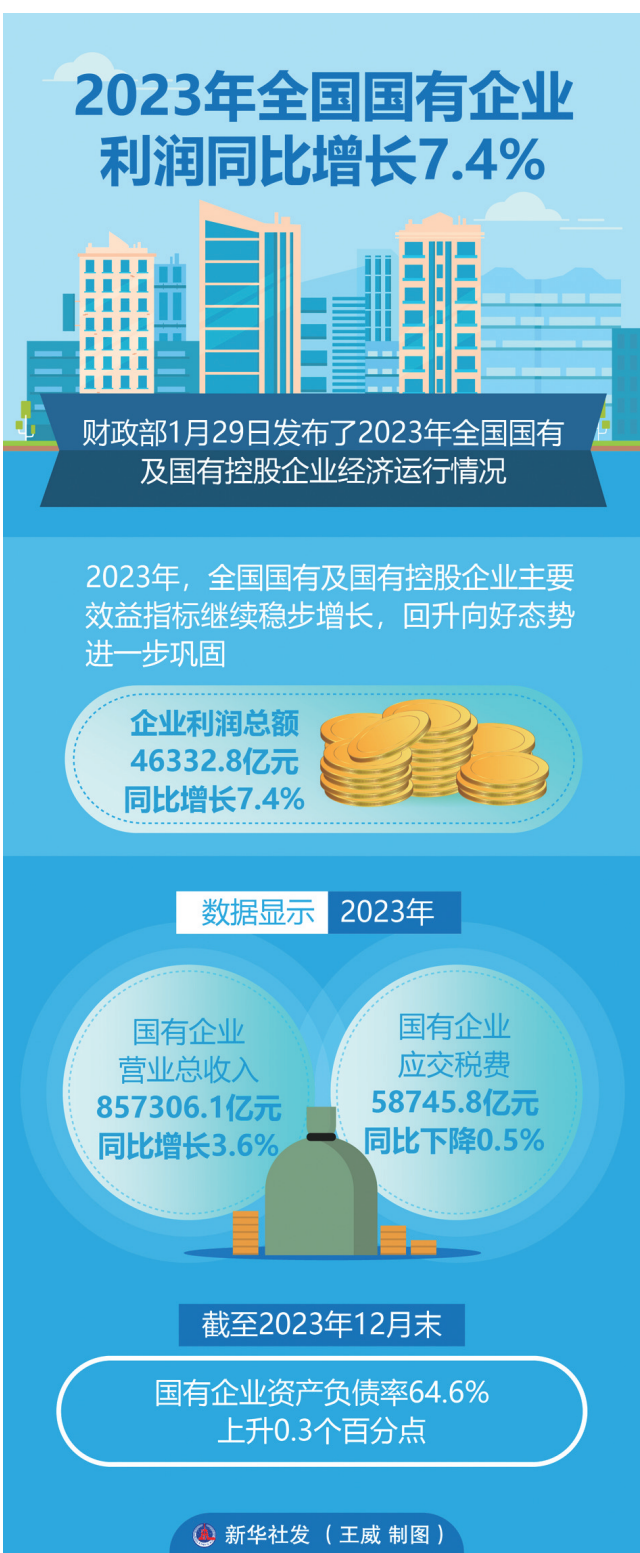 2023年全国国有企业
利润同比增长7.4%
财政部1月29日发布了2023年全国国有
及国有控股企业经济运行情况
2023年，全国国有及国有控股企业主要
效益指标继续稳步增长，回升向好态势
进一步巩固
企业利润总额
46332.8亿元
同比增长7.4%
数据显示 2023年
国有企业
营业总收入
857306.1亿元
同比增长3.6%
国有企业
应交税费
58745.8亿元
同比下降0.5%
截至2023年12月末
国有企业资产负债率64.6%
上升0.3个百分点
新华社发（王威 制图）